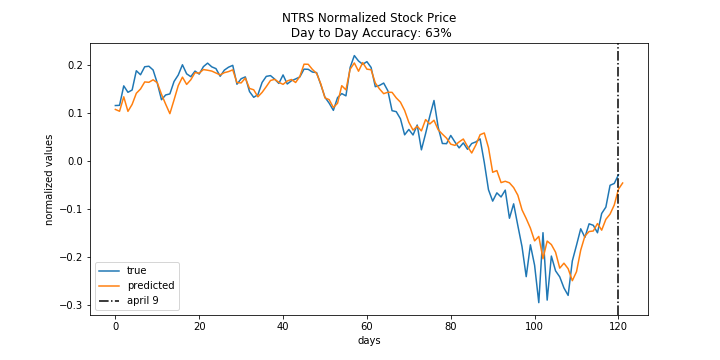 NTRS Normalized Stock Price
Day to Day Accuracy: 63%
0.2
0.1
0.0
−0.1
−0.2
−0.3
normalized values
true
predicted
april 9
0 20 40 60 80 100 120
days